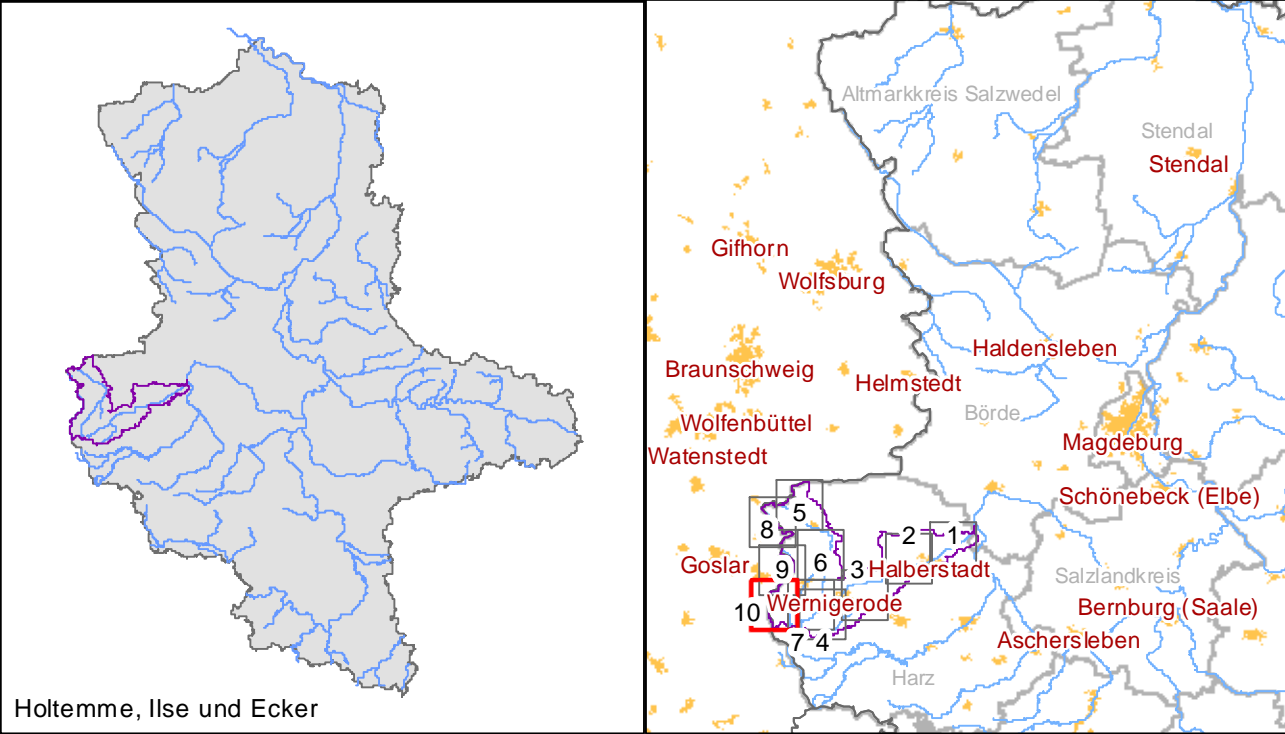 Holtemme, Ilse und Ecker
Altmarkkreis Salzwedel
Stendal
Stendal
Gifhorn
Wolfsburg
Haldensleben
Braunschweig
Helmstedt
Börde
Wolfenbüttel
Magdeburg
Watenstedt
Schönebeck (Elbe)
5
8
2
1
Goslar
9
6
3
Halberstadt
Salzlandkreis
10
Wernigerode
Bernburg (Saale)
7
4
Aschersleben
Harz